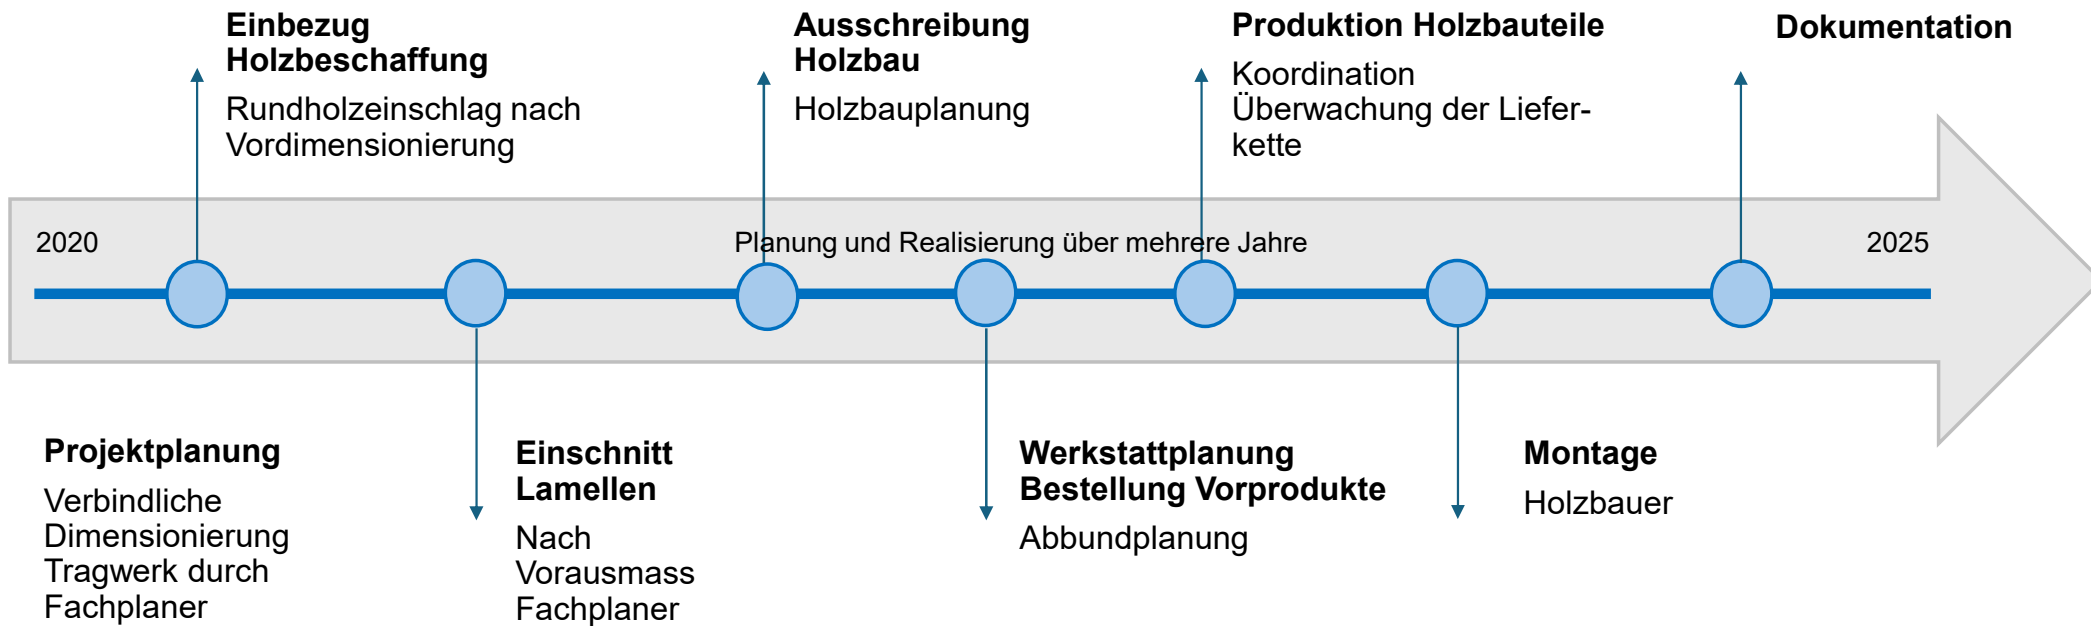 Einbezug
Holzbeschaffung
Rundholzeinschlag nach
Vordimensionierung
Ausschreibung
Holzbau
Holzbauplanung
Produktion Holzbauteile
Koordination
Überwachung der Liefer-
kette
Dokumentation
2020
Planung und Realisierung über mehrere Jahre
2025
Projektplanung
Verbindliche
Dimensionierung
Tragwerk durch
Fachplaner
Einschnitt
Lamellen
Nach
Vorausmass
Fachplaner
Werkstattplanung
Bestellung Vorprodukte
Abbundplanung
Montage
Holzbauer